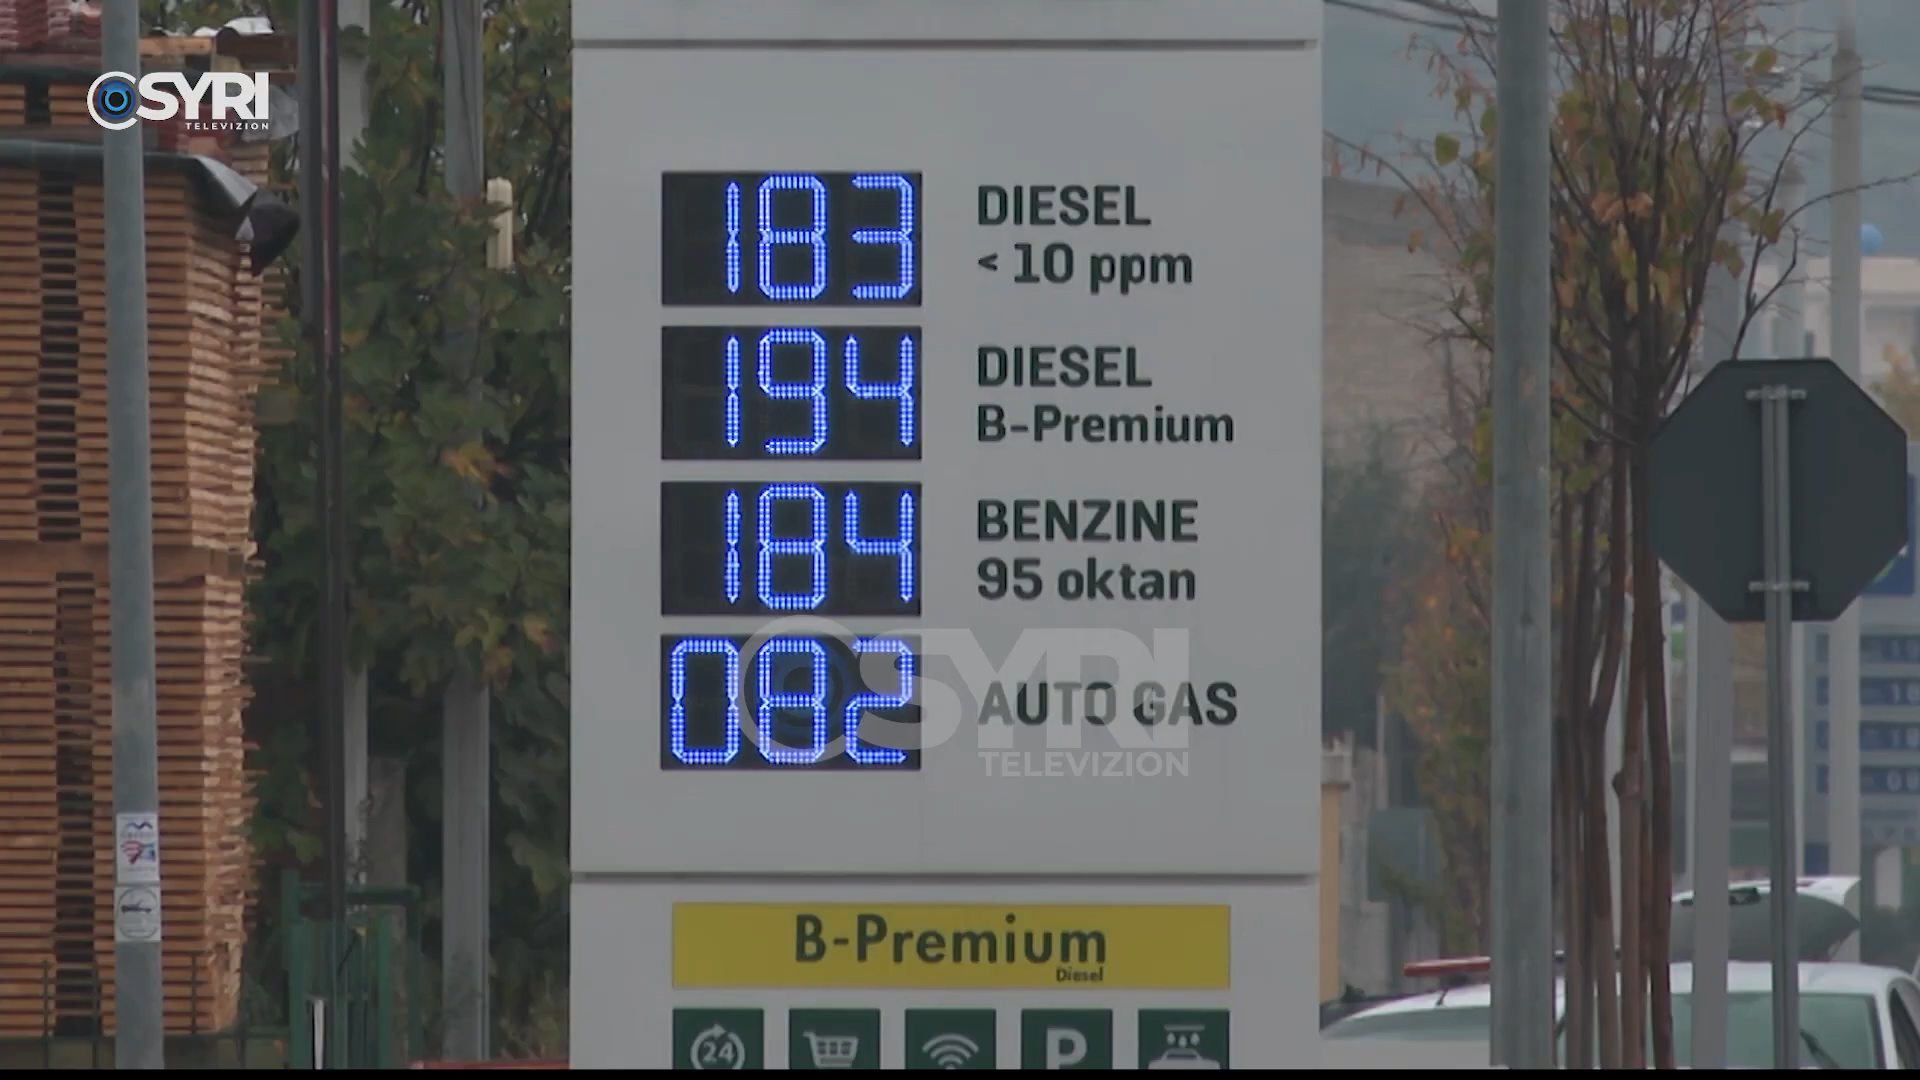 SYRI
TELEVIZION
183
DIESEL
< 10 ppm
194
DIESEL
B-Premium
184
BENZINE
95 oktan
082
AUTO GAS
SYRI
TELEVIZION
B-Premium
Diesel
24
P